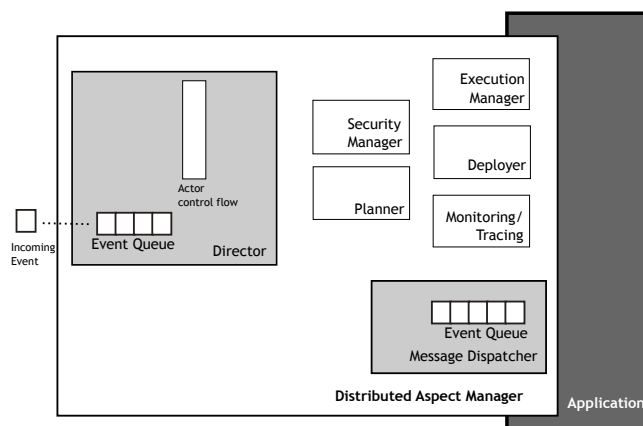 Execution
Manager
Security
Manager
Deployer
Planner
Monitoring/
Tracing
Actor
control flow
Incoming
Event
Event Queue
Director
Event Queue
Message Dispatcher
Distributed Aspect Manager
Application